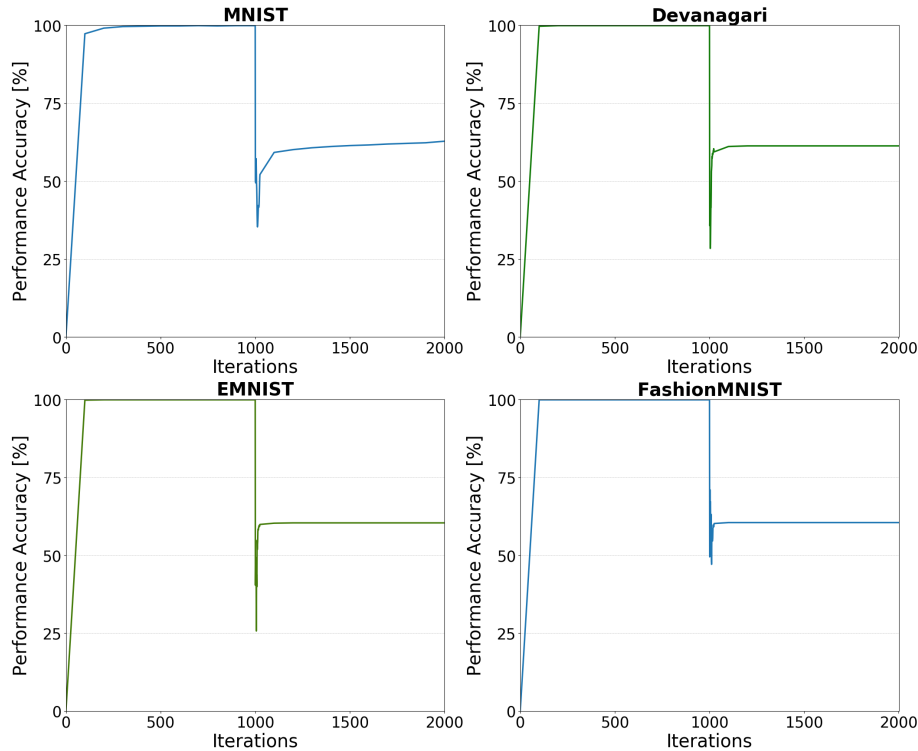 MNIST
Performance Accuracy [%]
100
75
50
25
0
0 500 1000 1500 2000
Iterations
Devanagari
Performance Accuracy [%]
100
75
50
25
0
0 500 1000 1500 2000
Iterations
EMNIST
Performance Accuracy [%]
100
75
50
25
0
0 500 1000 1500 2000
Iterations
FashionMNIST
Performance Accuracy [%]
100
75
50
25
0
0 500 1000 1500 2000
Iterations